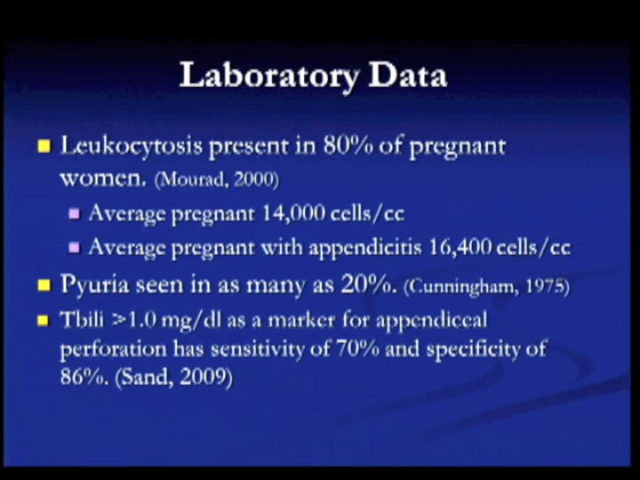 Laboratory Data
Leukocytosis present in 80% of pregnant
women. (Mourad, 2000)
Average pregnant 14,000 cells/cc
Average pregnant with appendicitis 16,400 cells/cc
Pyuria seen in as many as 20%. (Cunningham, 1975)
Tbili >1.0 mg/dl as a marker for appendiceal
perforation has sensitivity of 70% and specificity of
86%. (Sand, 2009)